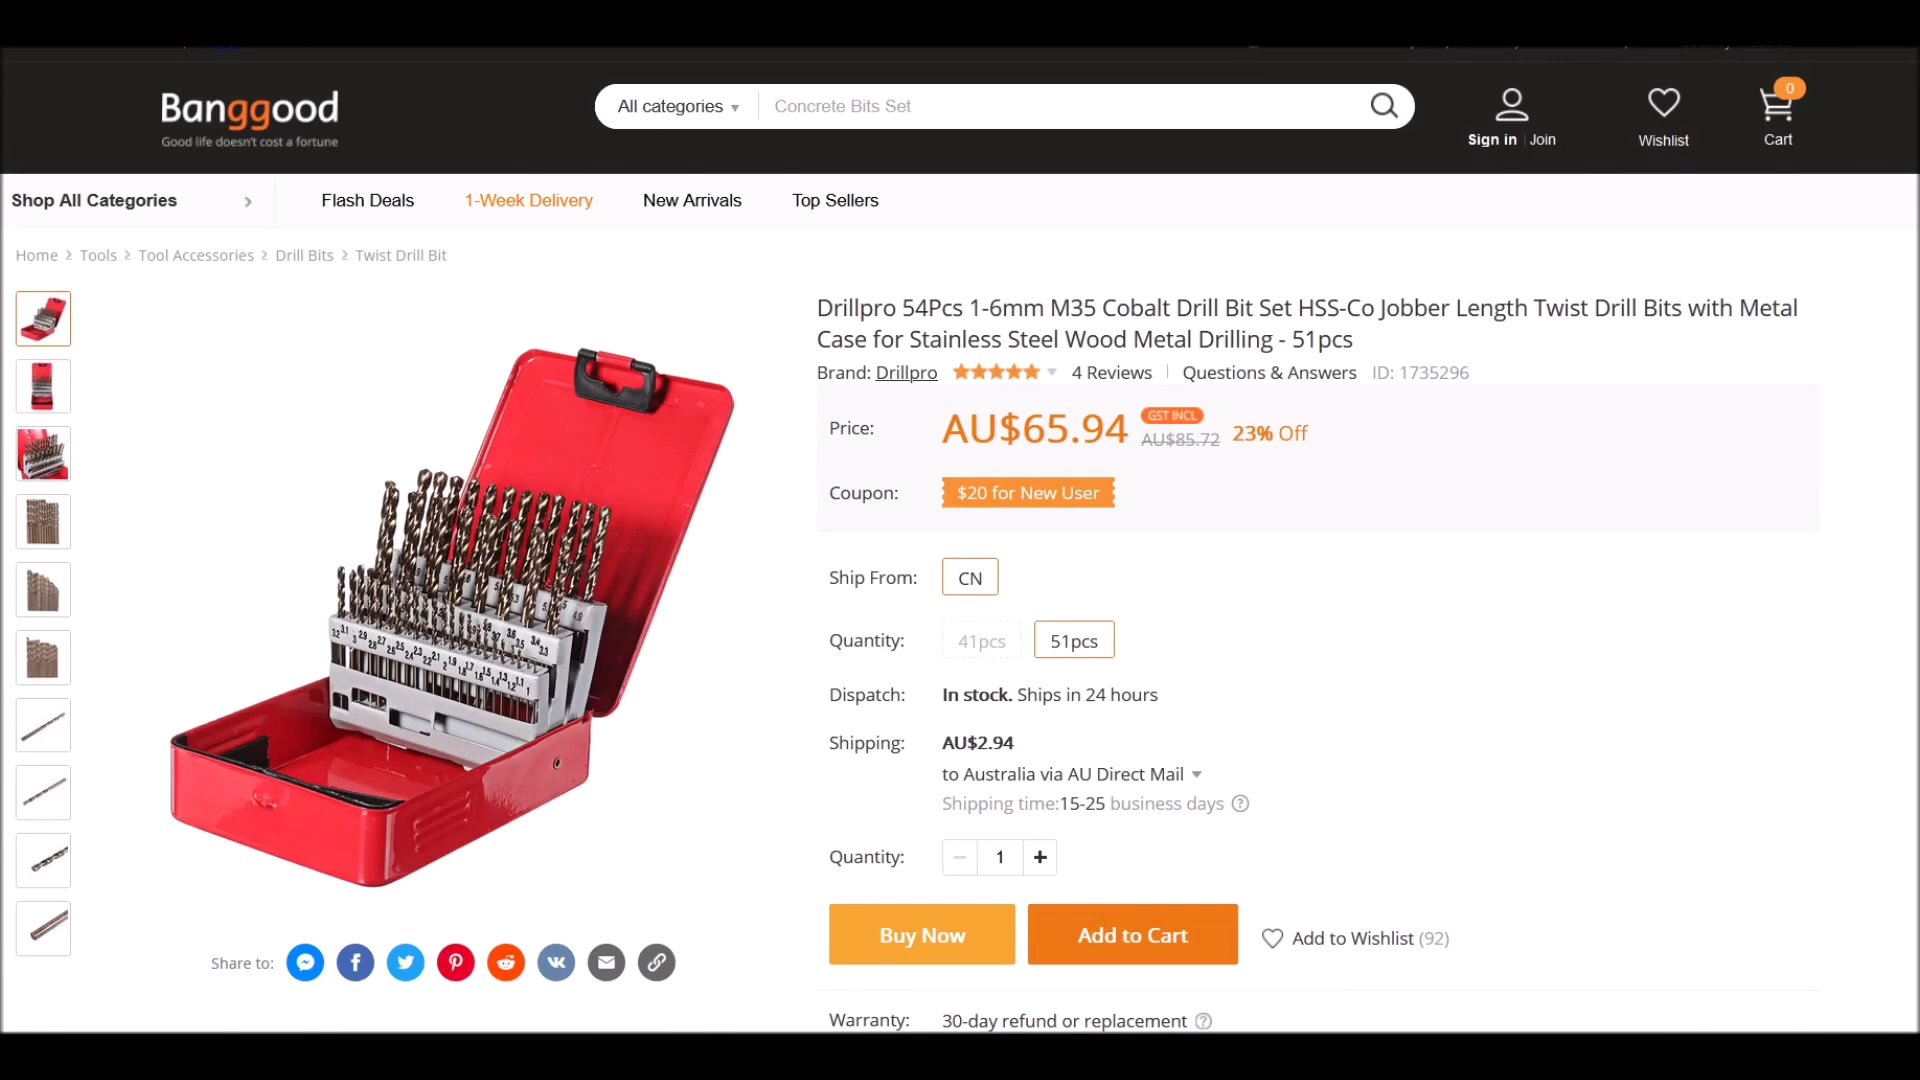 Banggood
Good life doesn't cost a fortune
All categories
Concrete Bits Set
Sign in | Join
Wishlist
0
Cart
Shop All Categories
Flash Deals
1-Week Delivery
New Arrivals
Top Sellers
Home
Tools
Tool Accessories
Drill Bits
Twist Drill Bit
Drillpro 54Pcs 1-6mm M35 Cobalt Drill Bit Set HSS-Co Jobber Length Twist Drill Bits with Metal
Case for Stainless Steel Wood Metal Drilling - 51pcs
Brand: Drillpro
4 Reviews
Questions & Answers
ID: 1735296
Price:
AU$65.94
GST INCL
AU$85.72
23% Off
Coupon:
$20 for New User
Ship From:
CN
Quantity:
41pcs
51pcs
Dispatch:
In stock. Ships in 24 hours
Shipping:
AU$2.94
to Australia via AU Direct Mail
Shipping time:15-25 business days
Quantity:
1
Buy Now
Add to Cart
Add to Wishlist (92)
Share to:
Warranty:
30-day refund or replacement